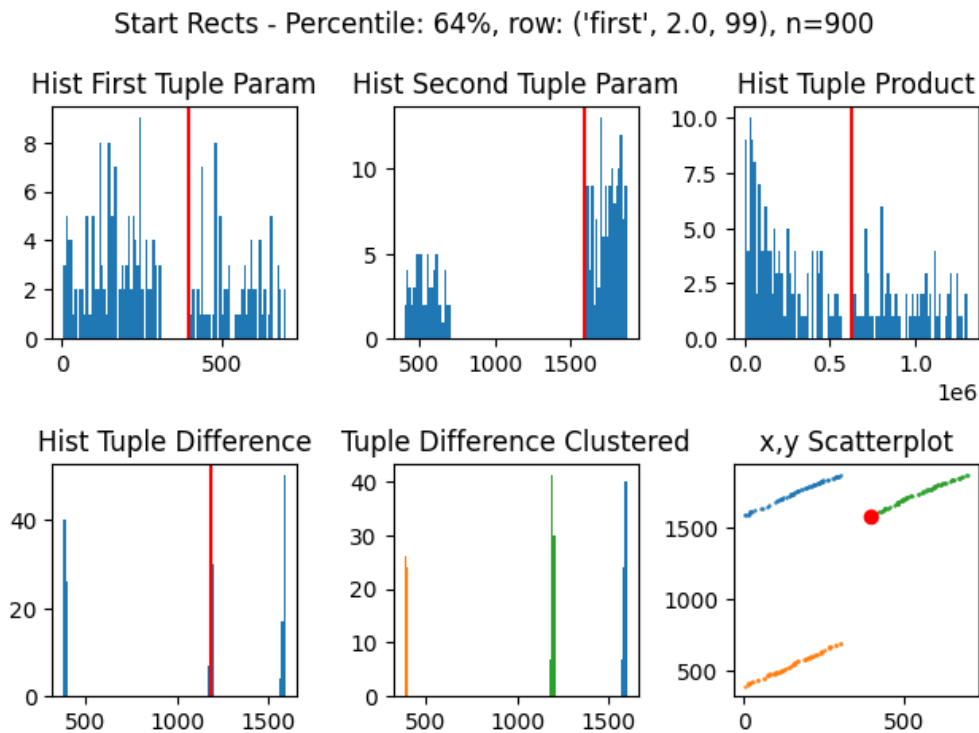 Start Rects - Percentile: 64%, row: ('first', 2.0, 99), n=900
Hist First Tuple Param
8
6
4
2
0
0 500
Hist Second Tuple Param
10
5
0
500 1000 1500
Hist Tuple Product
10.0
7.5
5.0
2.5
0.0
0.0 0.5 1.0
1e6
Hist Tuple Difference
40
20
0
500 1000 1500
Tuple Difference Clustered
40
30
20
10
0
500 1000 1500
x,y Scatterplot
1500
1000
500
0 500